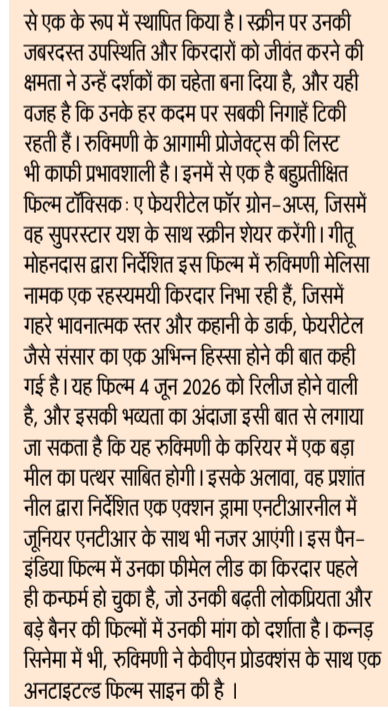 से एक के रूप में स्थापित किया है। स्क्रीन पर उनकी
जबरदस्त उपस्थिति और किरदारों को जीवंत करने की
क्षमता ने उन्हें दर्शकों का चहेता बना दिया है, और यही
वजह है कि उनके हर कदम पर सबकी निगाहें टिकी
रहती हैं। रुक्मिणी के आगामी प्रोजेक्ट्स की लिस्ट
भी काफी प्रभावशाली है। इनमें से एक है बहुप्रतीक्षित
फिल्म टॉक्सिक: ए फेयरीटेल फॉर ग्रोन-अप्स, जिसमें
वह सुपरस्टार यश के साथ स्क्रीन शेयर करेंगी। गीतू
मोहनदास द्वारा निर्देशित इस फिल्म में रुक्मिणी मेलिसा
नामक एक रहस्यमयी किरदार निभा रही हैं, जिसमें
गहरे भावनात्मक स्तर और कहानी के डार्क, फेयरीटेल
जैसे संसार का एक अभिन्न हिस्सा होने की बात कही
गई है। यह फिल्म 4 जून 2026 को रिलीज होने वाली
है, और इसकी भव्यता का अंदाजा इसी बात से लगाया
जा सकता है कि यह रुक्मिणी के करियर में एक बड़ा
मील का पत्थर साबित होगी। इसके अलावा, वह प्रशांत
नील द्वारा निर्देशित एक एक्शन ड्रामा एनटीआरनील में
जूनियर एनटीआर के साथ भी नजर आएंगी। इस पैन-
इंडिया फिल्म में उनका फीमेल लीड का किरदार पहले
ही कन्फर्म हो चुका है, जो उनकी बढ़ती लोकप्रियता और
बड़े बैनर की फिल्मों में उनकी मांग को दर्शाता है। कन्नड़
सिनेमा में भी, रुक्मिणी ने केवीएन प्रोडक्शंस के साथ एक
अनटाइटल्ड फिल्म साइन की है ।